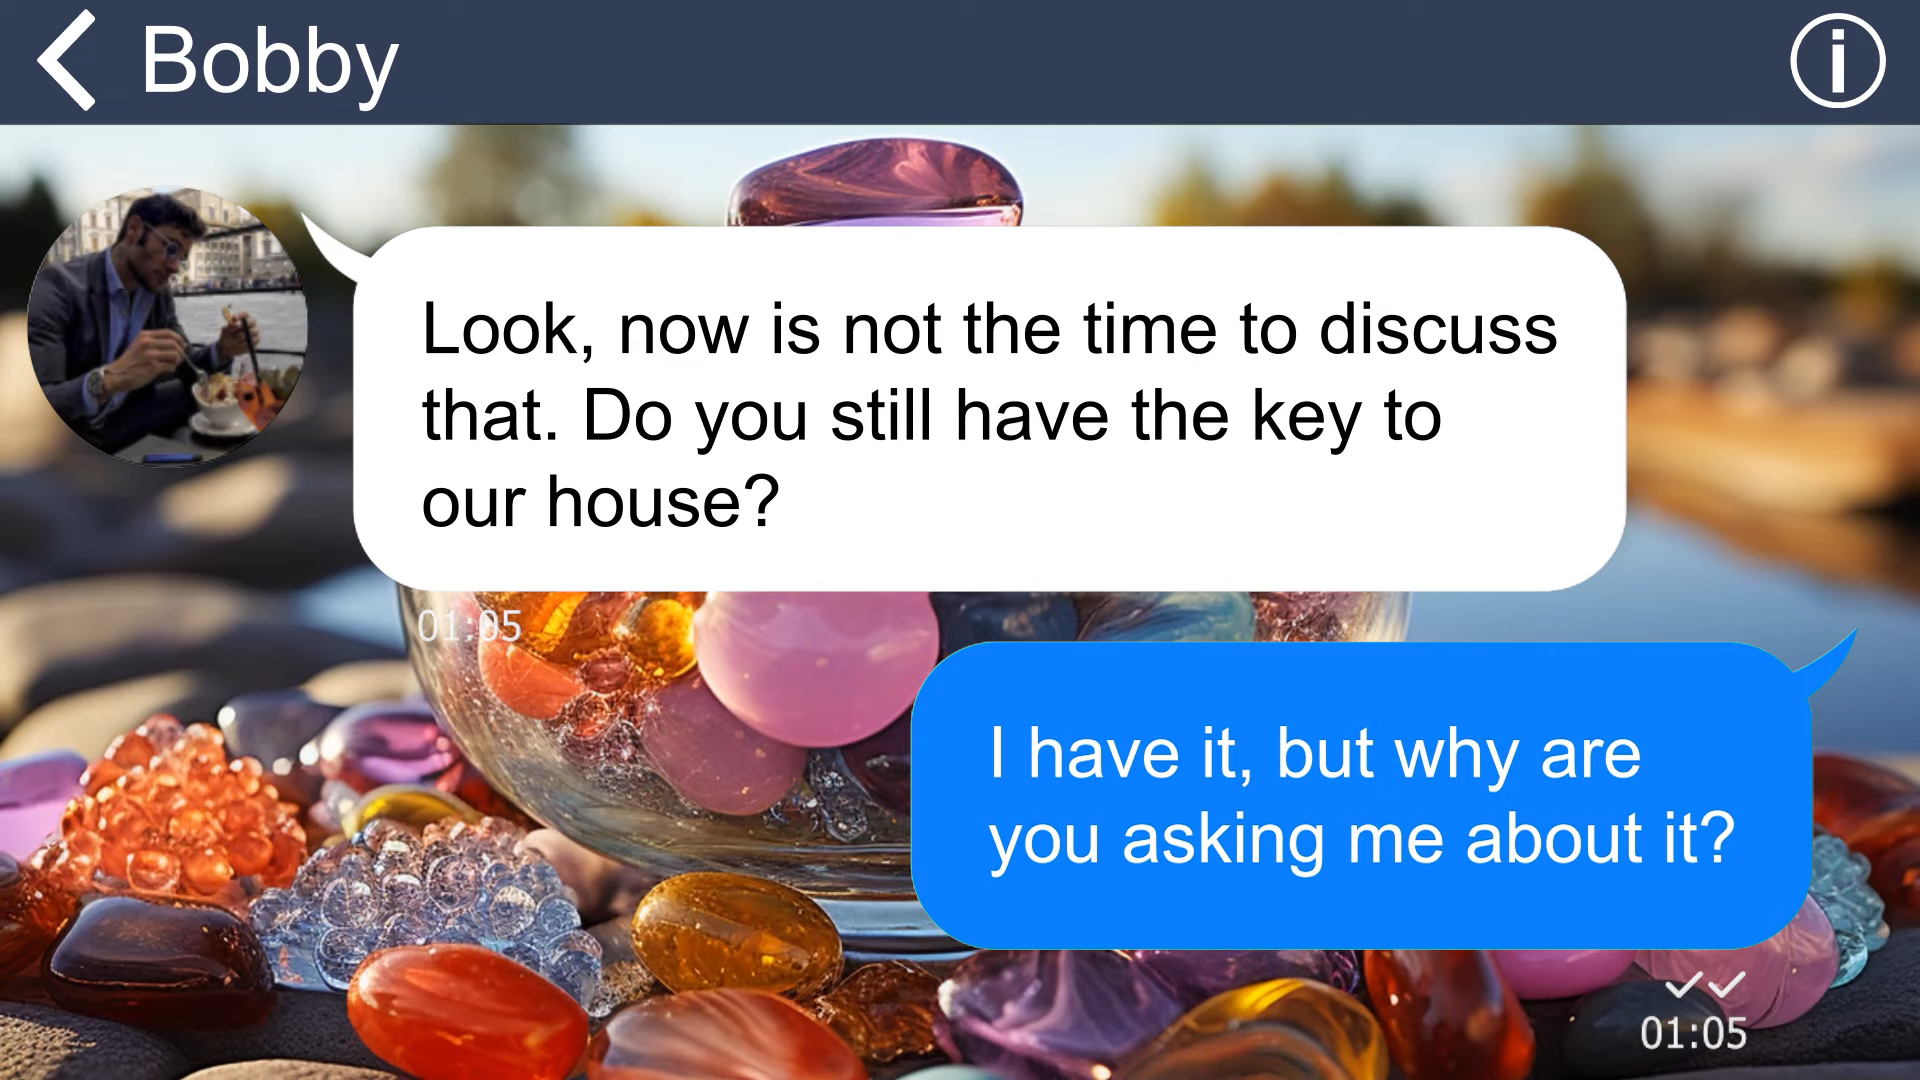 Bobby
Look, now is not the time to discuss
that. Do you still have the key to
our house?
01:05
I have it, but why are
you asking me about it?
01:05